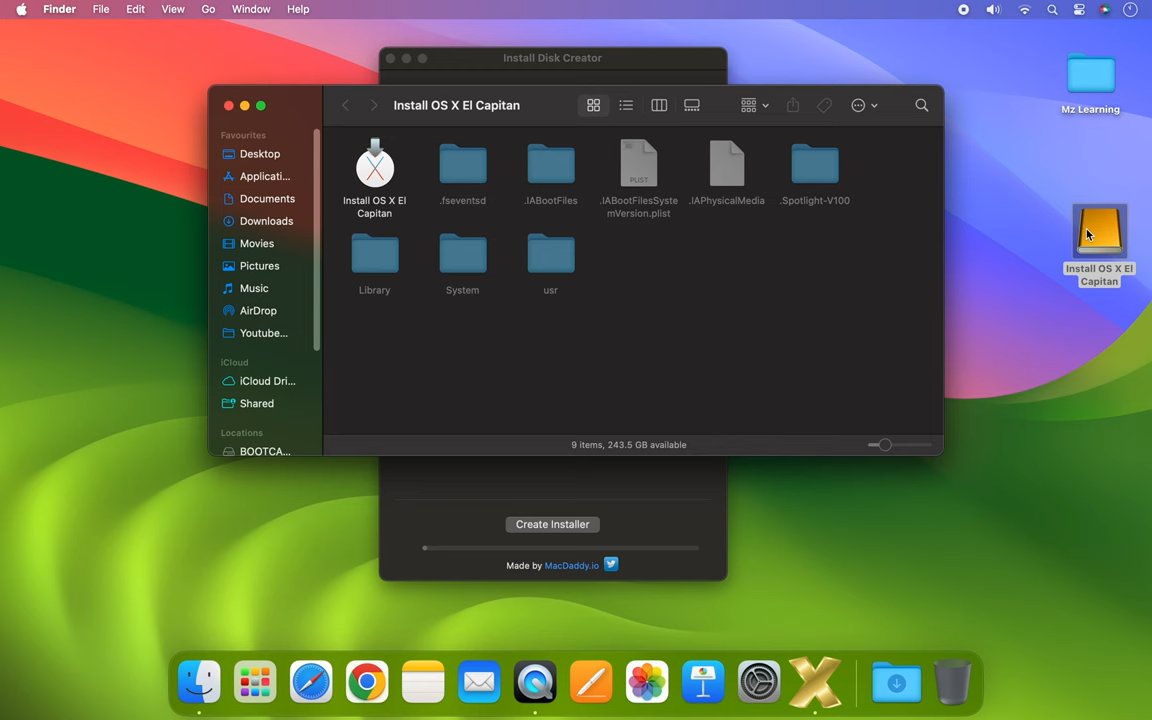 Finder File Edit View Go Window Help
Install Disk Creator
Install OS X El Capitan
Favourites
Desktop
Applicati...
Documents
Downloads
Movies
Pictures
Music
AirDrop
Youtube...
iCloud
iCloud Dri...
Shared
Locations
BOOTCA...
PLIST
Install OS X El
Capitan
.fseventsd
.IABootFiles
.IABootFilesSyste
mVersion.plist
.IAPhysicalMedia
.Spotlight-V100
Library
System
usr
9 items, 243.5 GB available
Create Installer
Made by MacDaddy.io
Mz Learning
Install OS X El
Capitan